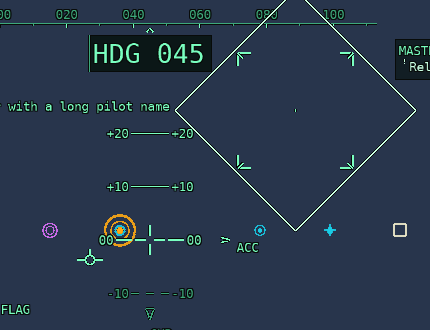 020 040 060 080 100
HDG 045
MAST
'Rel
with a long pilot name
+20 +20
+10 +10
00 00
ACC
-10 -10
FLAG